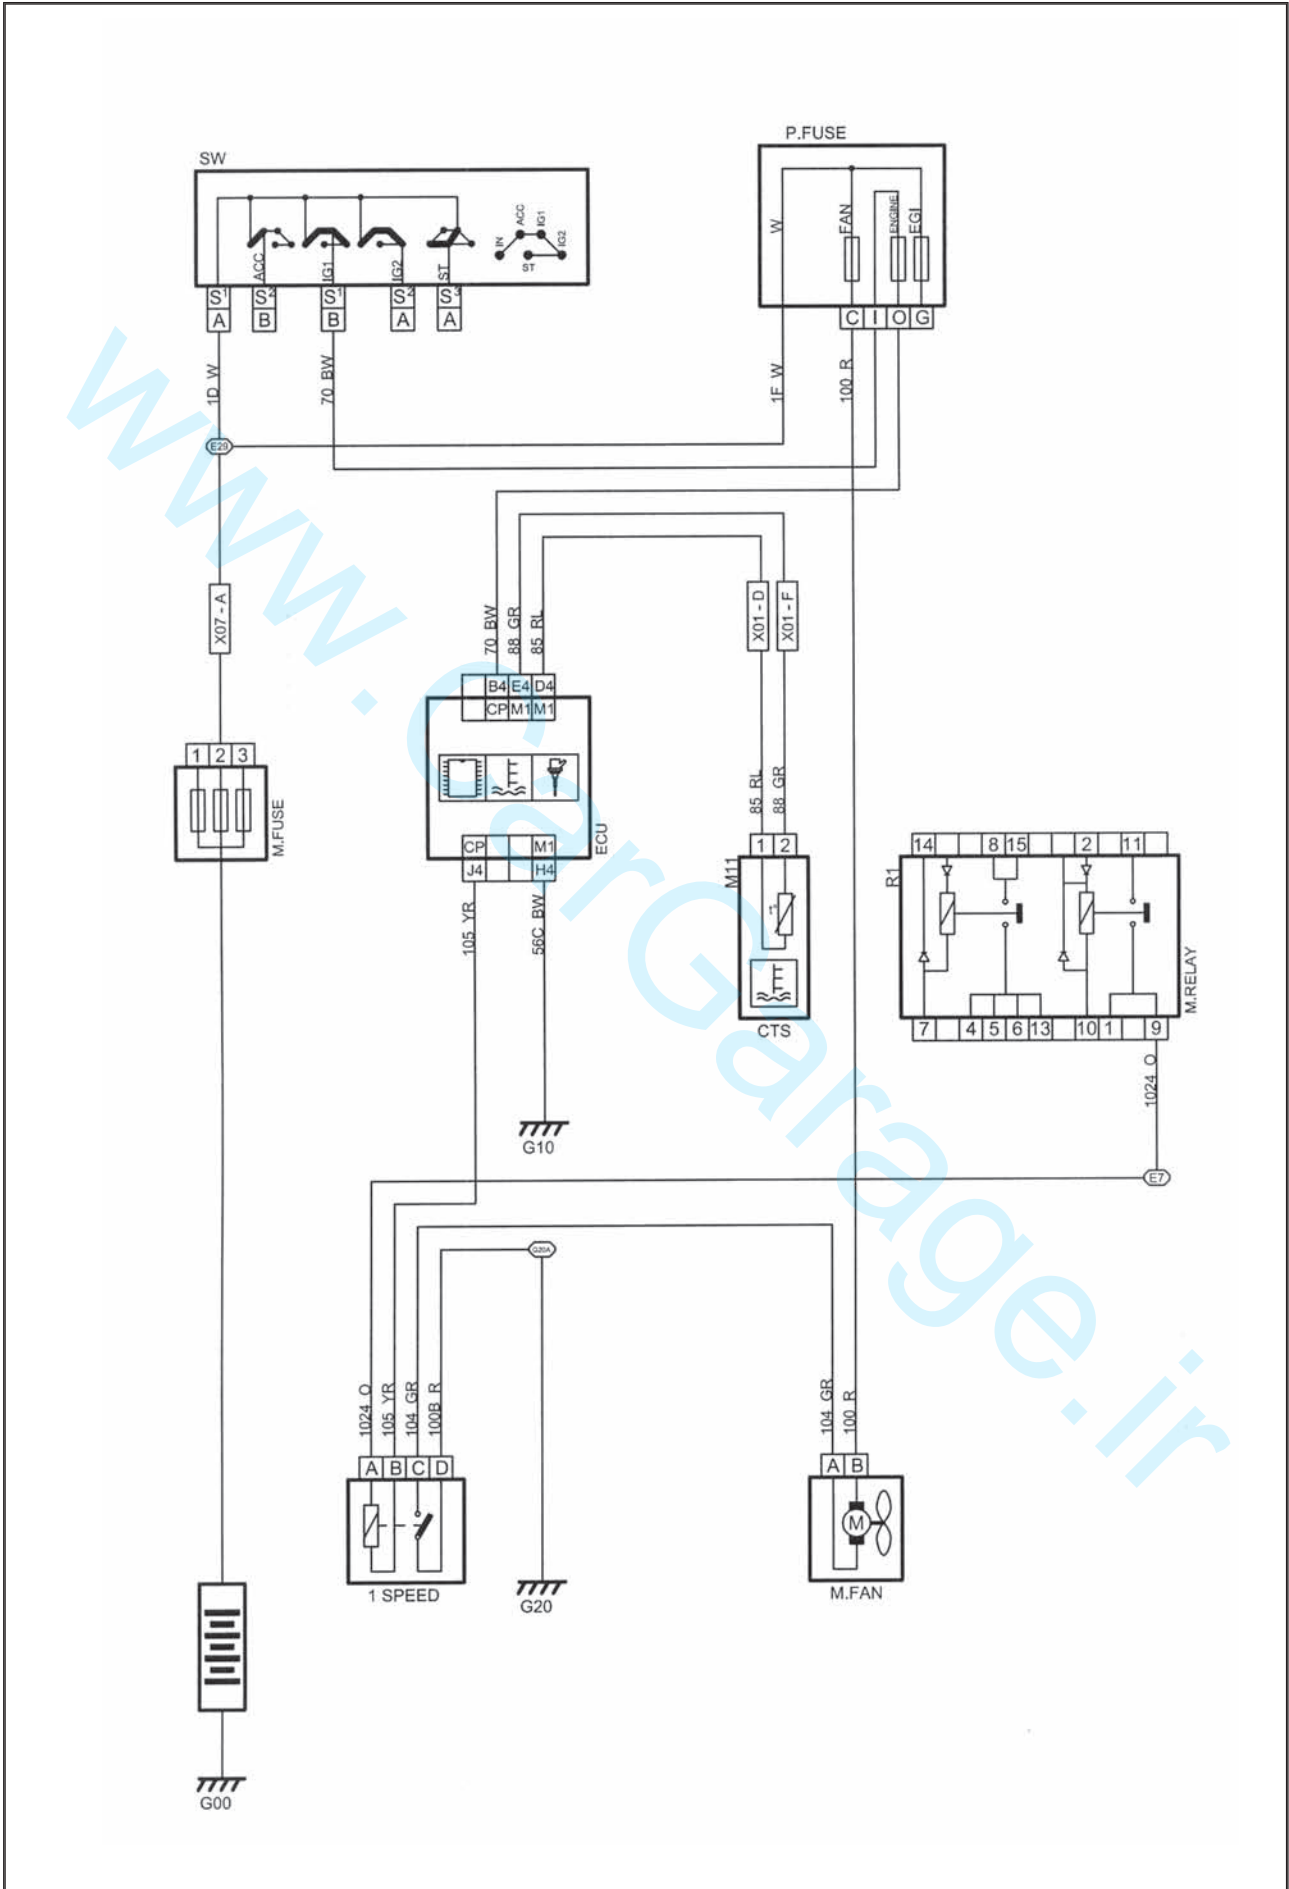 P.FUSE
SW
W
FAN
ENGINE
EGI
ACC
IG1
IG2
ST
IN
ACC
IG1
IG2
ST
S1 S2 S1 S2 S3
A B B A A
C I O G
1D W
70 BW
1F W
100 R
E29
X07 - A
70 BW
88 GR
85 RL
X01 - D
X01 - F
B4 E4 D4
CP M1 M1
1 2 3
M.FUSE
ECU
CP M1
J4 H4
85 RL
88 GR
1 2
M11
t°
CTS
14 8 15 2 11
R1
M.RELAY
7 4 5 6 13 10 1 9
105 YR
56C BW
1024 O
G10
E7
G20A
1024 O
105 YR
104 GR
100B R
104 GR
100 R
A B C D
A B
M
1 SPEED
M.FAN
G20
G00
www.CarGarage.ir